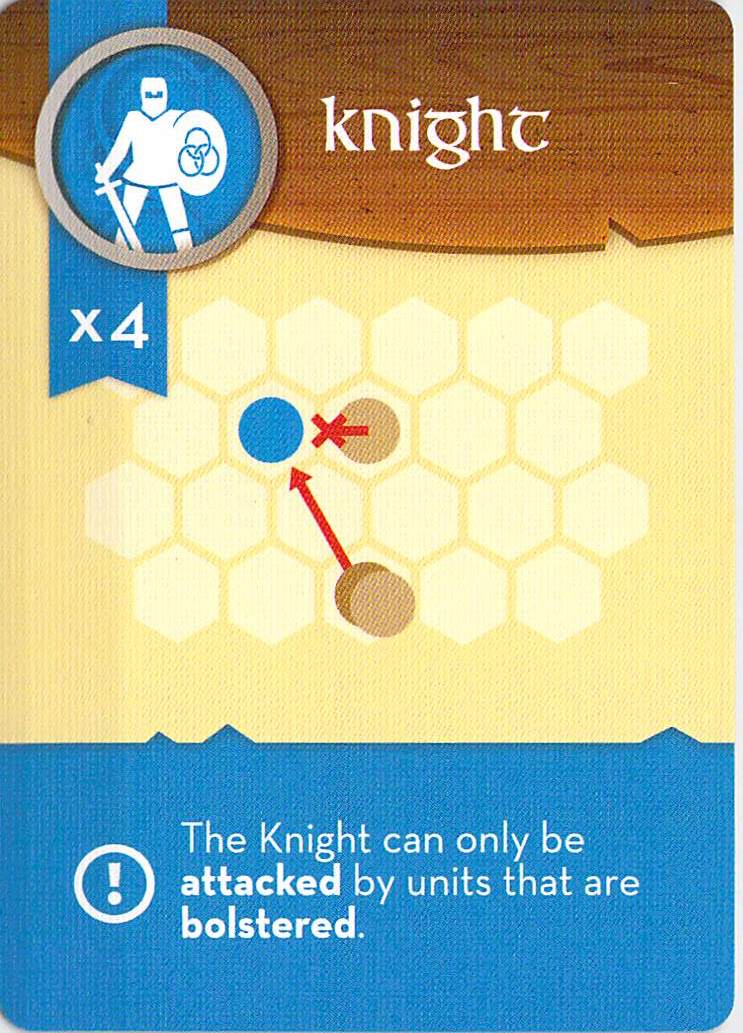 knight
x4
The Knight can only be
attacked by units that are
bolstered.